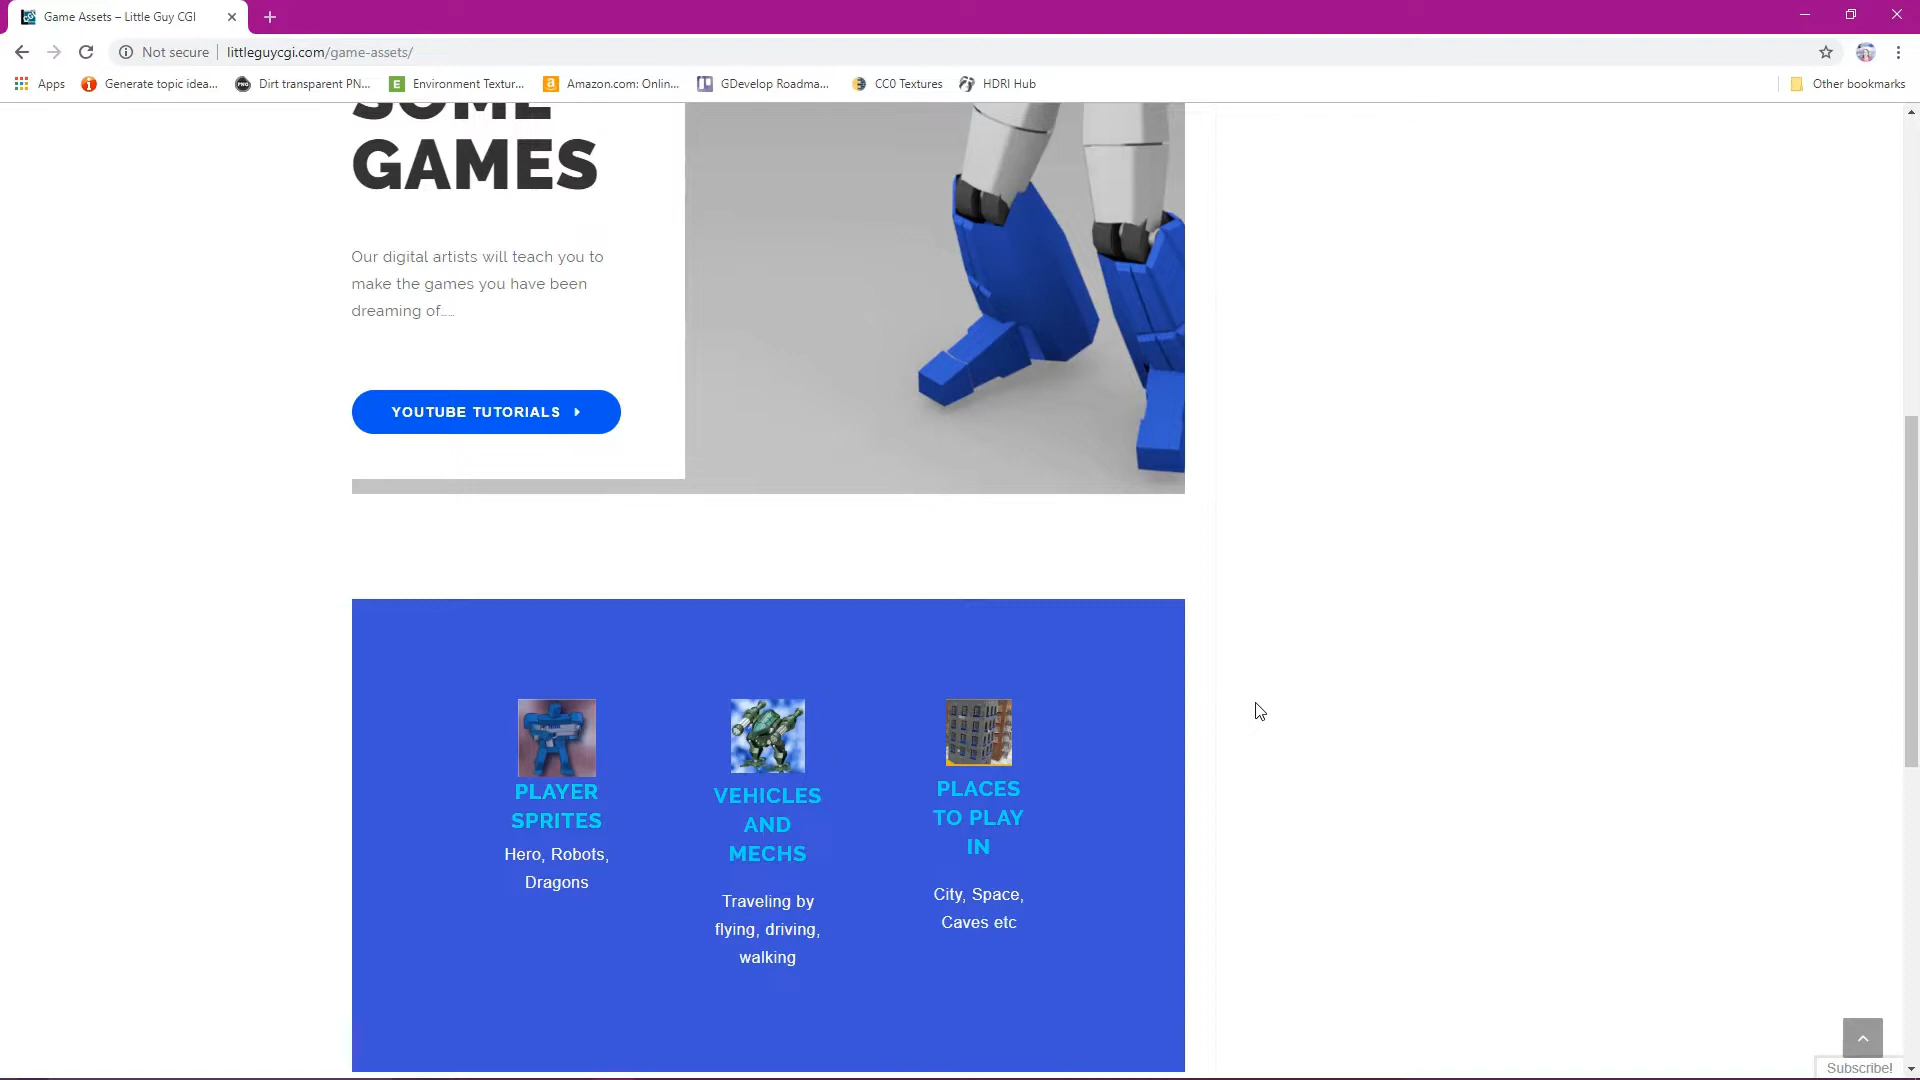 Game Assets – Little Guy CGI
Not secure
littleguycgi.com/game-assets/
Apps
Generate topic idea...
Dirt transparent PN...
Environment Textur...
Amazon.com: Onlin...
GDevelop Roadma...
CC0 Textures
HDRI Hub
Other bookmarks
SOME
GAMES
Our digital artists will teach you to
make the games you have been
dreaming of.....
YOUTUBE TUTORIALS
PLAYER
SPRITES
Hero, Robots,
Dragons
VEHICLES
AND
MECHS
Traveling by
flying, driving,
walking
PLACES
TO PLAY
IN
City, Space,
Caves etc
Subscribe!